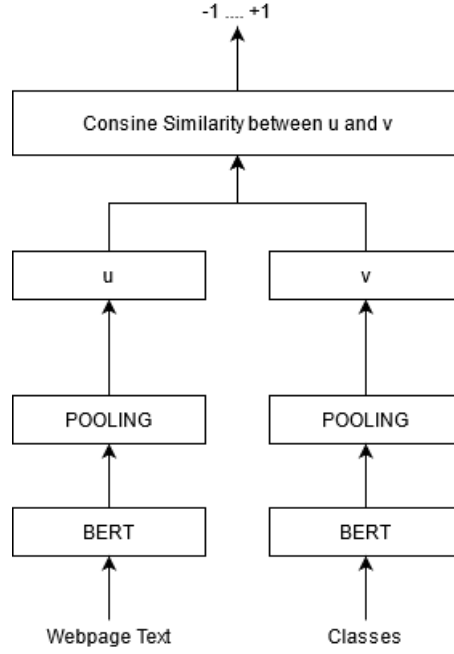 -1 .... +1
Consine Similarity between u and v
u
v
POOLING
POOLING
BERT
BERT
Webpage Text
Classes